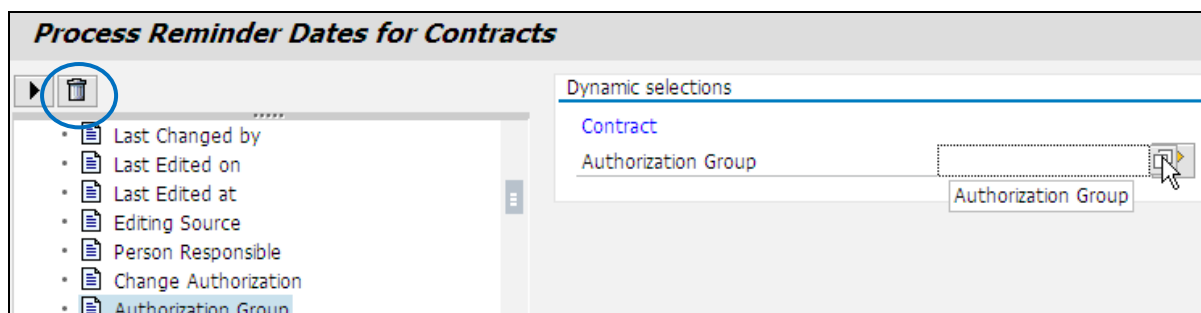 Process Reminder Dates for Contracts
Dynamic selections
Contract
Authorization Group
Authorization Group
Last Changed by
Last Edited on
Last Edited at
Editing Source
Person Responsible
Change Authorization
Authorization Group